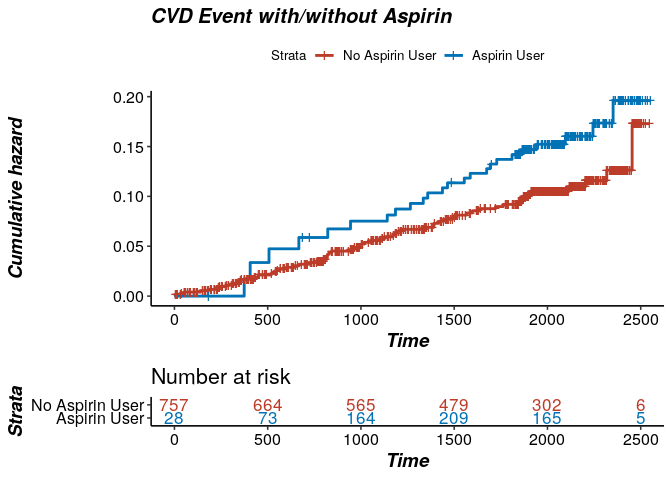 CVD Event with/without Aspirin
Strata No Aspirin User Aspirin User
Cumulative hazard
0.20
0.15
0.10
0.05
0.00
0 500 1000 1500 2000 2500
Time
Number at risk
Strata
No Aspirin User 757 664 565 479 302 6
Aspirin User 28 73 164 209 165 5
0 500 1000 1500 2000 2500
Time